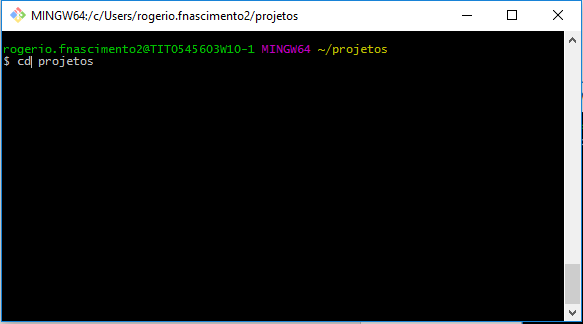 MINGW64:/c/Users/rogerio.fnascimento2/projetos
rogerio.fnascimento2@TIT0545603W10-1 MINGW64 ~/projetos
$ cd projetos